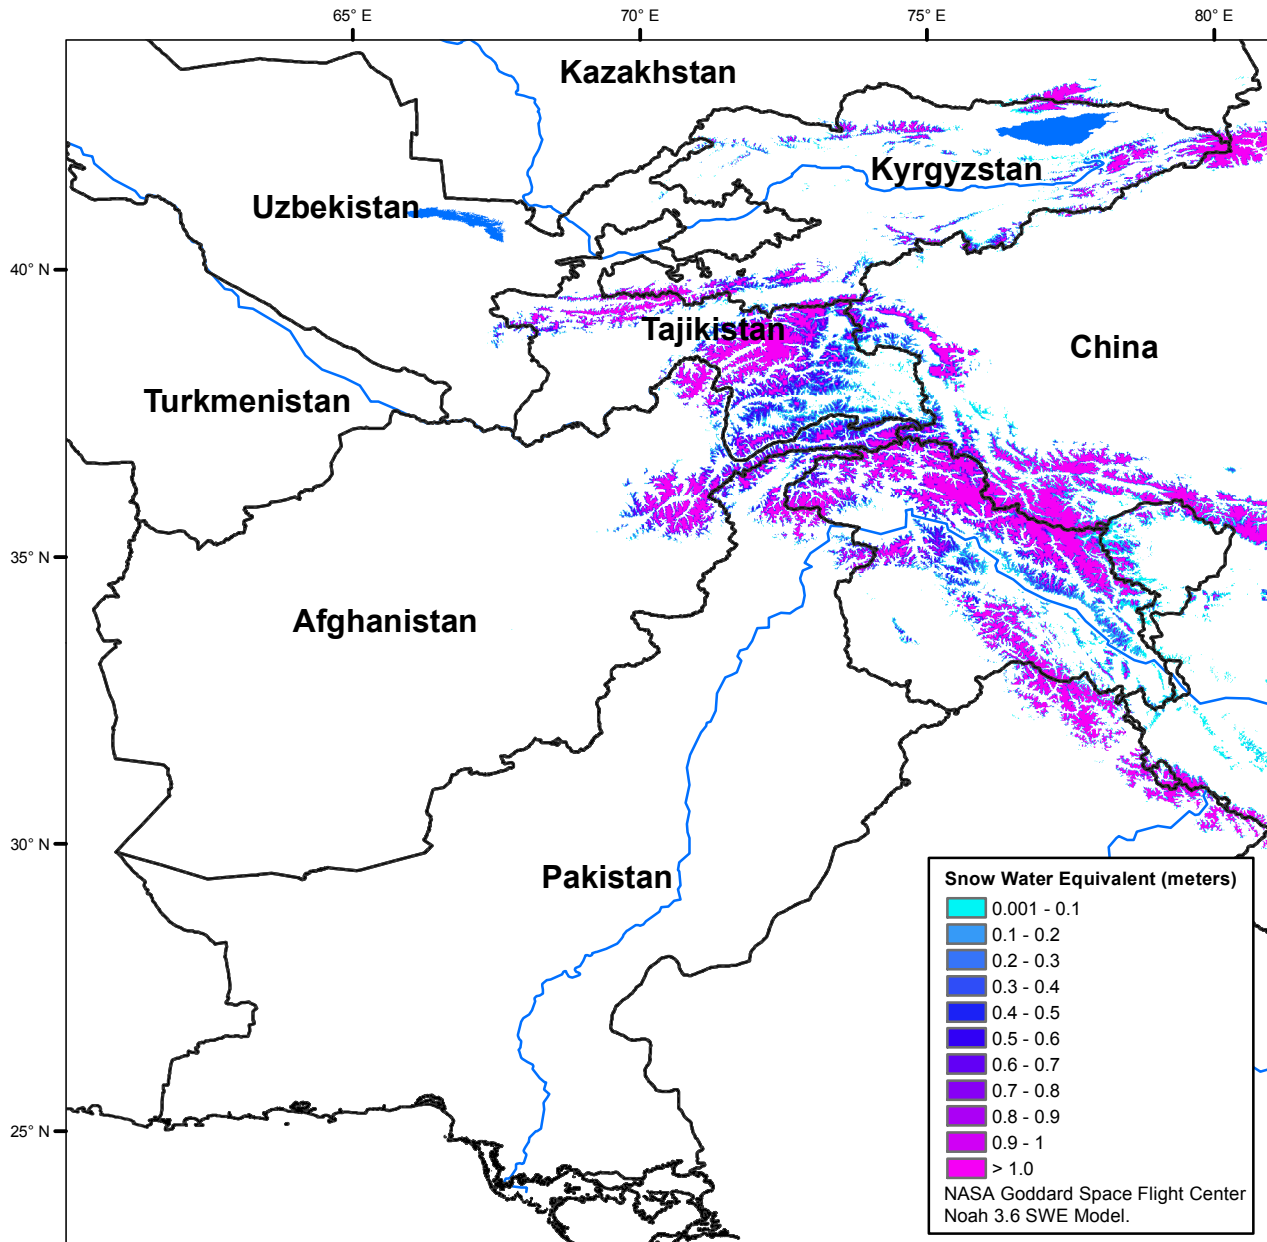 65° E
70° E
75° E
80° E
Kazakhstan
Kyrgyzstan
Uzbekistan
40° N
Tajikistan
China
Turkmenistan
35° N
Afghanistan
30° N
Pakistan
25° N
Snow Water Equivalent (meters)
0.001 - 0.1
0.1 - 0.2
0.2 - 0.3
0.3 - 0.4
0.4 - 0.5
0.5 - 0.6
0.6 - 0.7
0.7 - 0.8
0.8 - 0.9
0.9 - 1
> 1.0
NASA Goddard Space Flight Center
Noah 3.6 SWE Model.